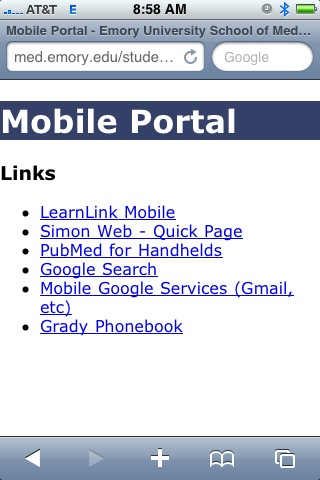 AT&T E 8:58 AM
Mobile Portal - Emory University School of Med...
med.emory.edu/stude... Google
Mobile Portal
Links
LearnLink Mobile
Simon Web - Quick Page
PubMed for Handhelds
Google Search
Mobile Google Services (Gmail,
etc)
Grady Phonebook